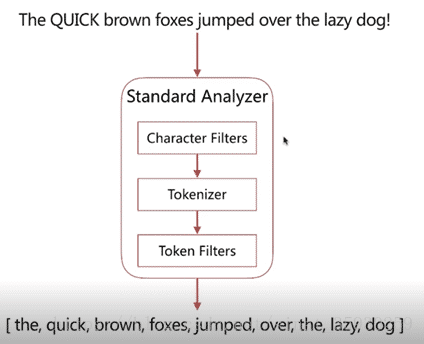 The QUICK brown foxes jumped over the lazy dog!
Standard Analyzer
Character Filters
Tokenizer
Token Filters
[ the, quick, brown, foxes, jumped, over, the, lazy, dog ]